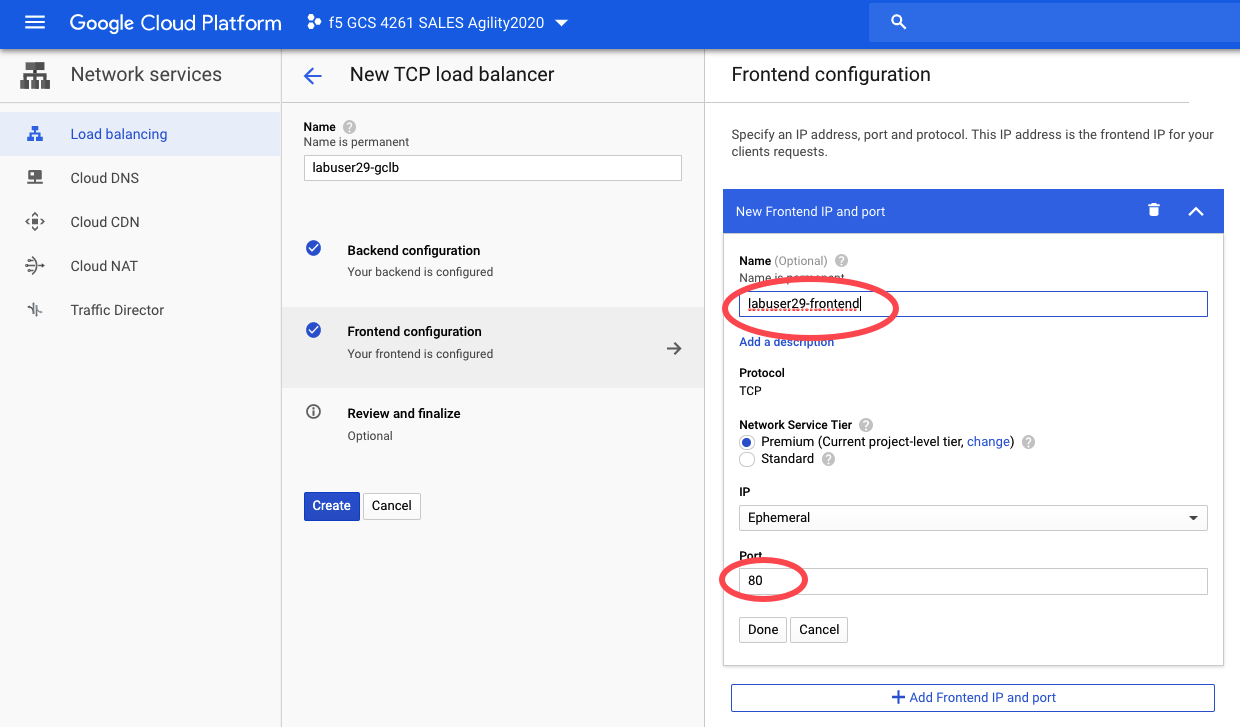 Google Cloud Platform
f5 GCS 4261 SALES Agility2020
Network services
Load balancing
Cloud DNS
Cloud CDN
Cloud NAT
Traffic Director
New TCP load balancer
Name
Name is permanent
labuser29-gclb
Backend configuration
Your backend is configured
Frontend configuration
Your frontend is configured
Review and finalize
Optional
Create Cancel
Frontend configuration
Specify an IP address, port and protocol. This IP address is the frontend IP for your
clients requests.
New Frontend IP and port
Name (Optional)
Name is permanent
labuser29-frontend
Add a description
Protocol
TCP
Network Service Tier
Premium (Current project-level tier, change)
Standard
IP
Ephemeral
Port
80
Done Cancel
Add Frontend IP and port